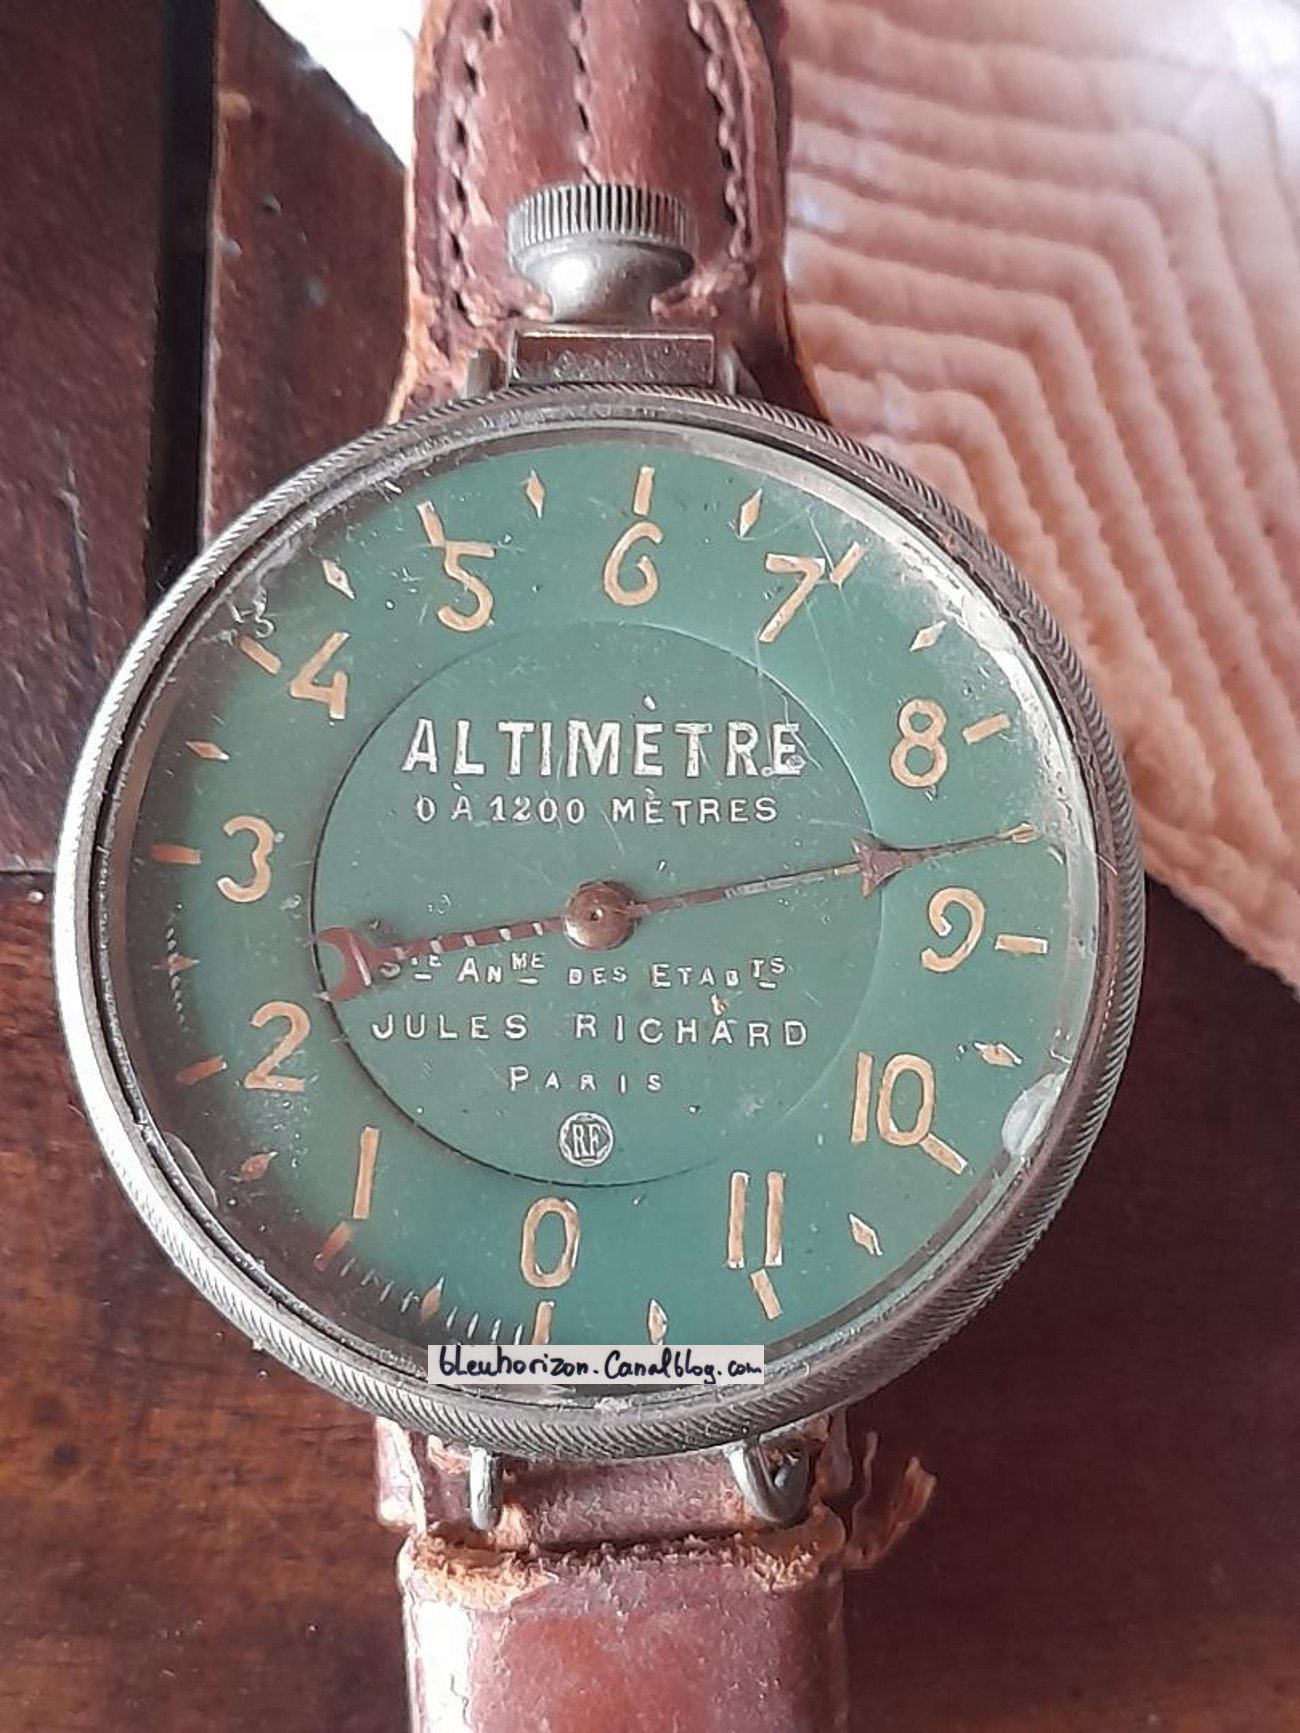 5
6
7
4
8
ALTIMÈTRE
0 À 1200 MÈTRES
3
9
STE ANME DES ETABTS
2
JULES RICHARD
10
PARIS
RF
1
0
11
bleuhorizon.Canalblog.com